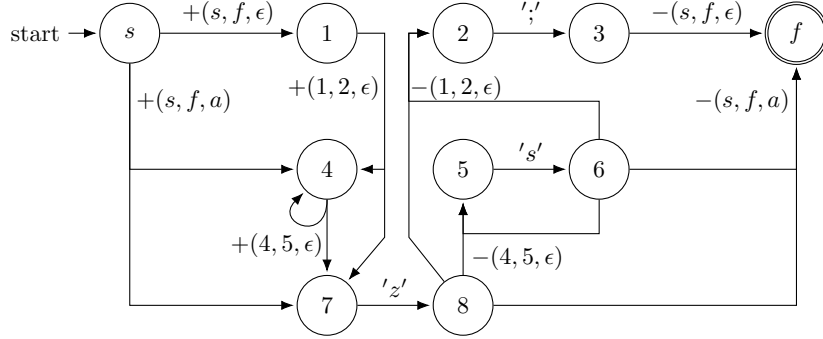 +(s, f, ϵ) ';' −(s, f, ϵ)
start s 1 2 3 f
+(1, 2, ϵ) −(1, 2, ϵ)
+(s, f, a) −(s, f, a)
's'
4 5 6
+(4, 5, ϵ) −(4, 5, ϵ)
'z'
7 8